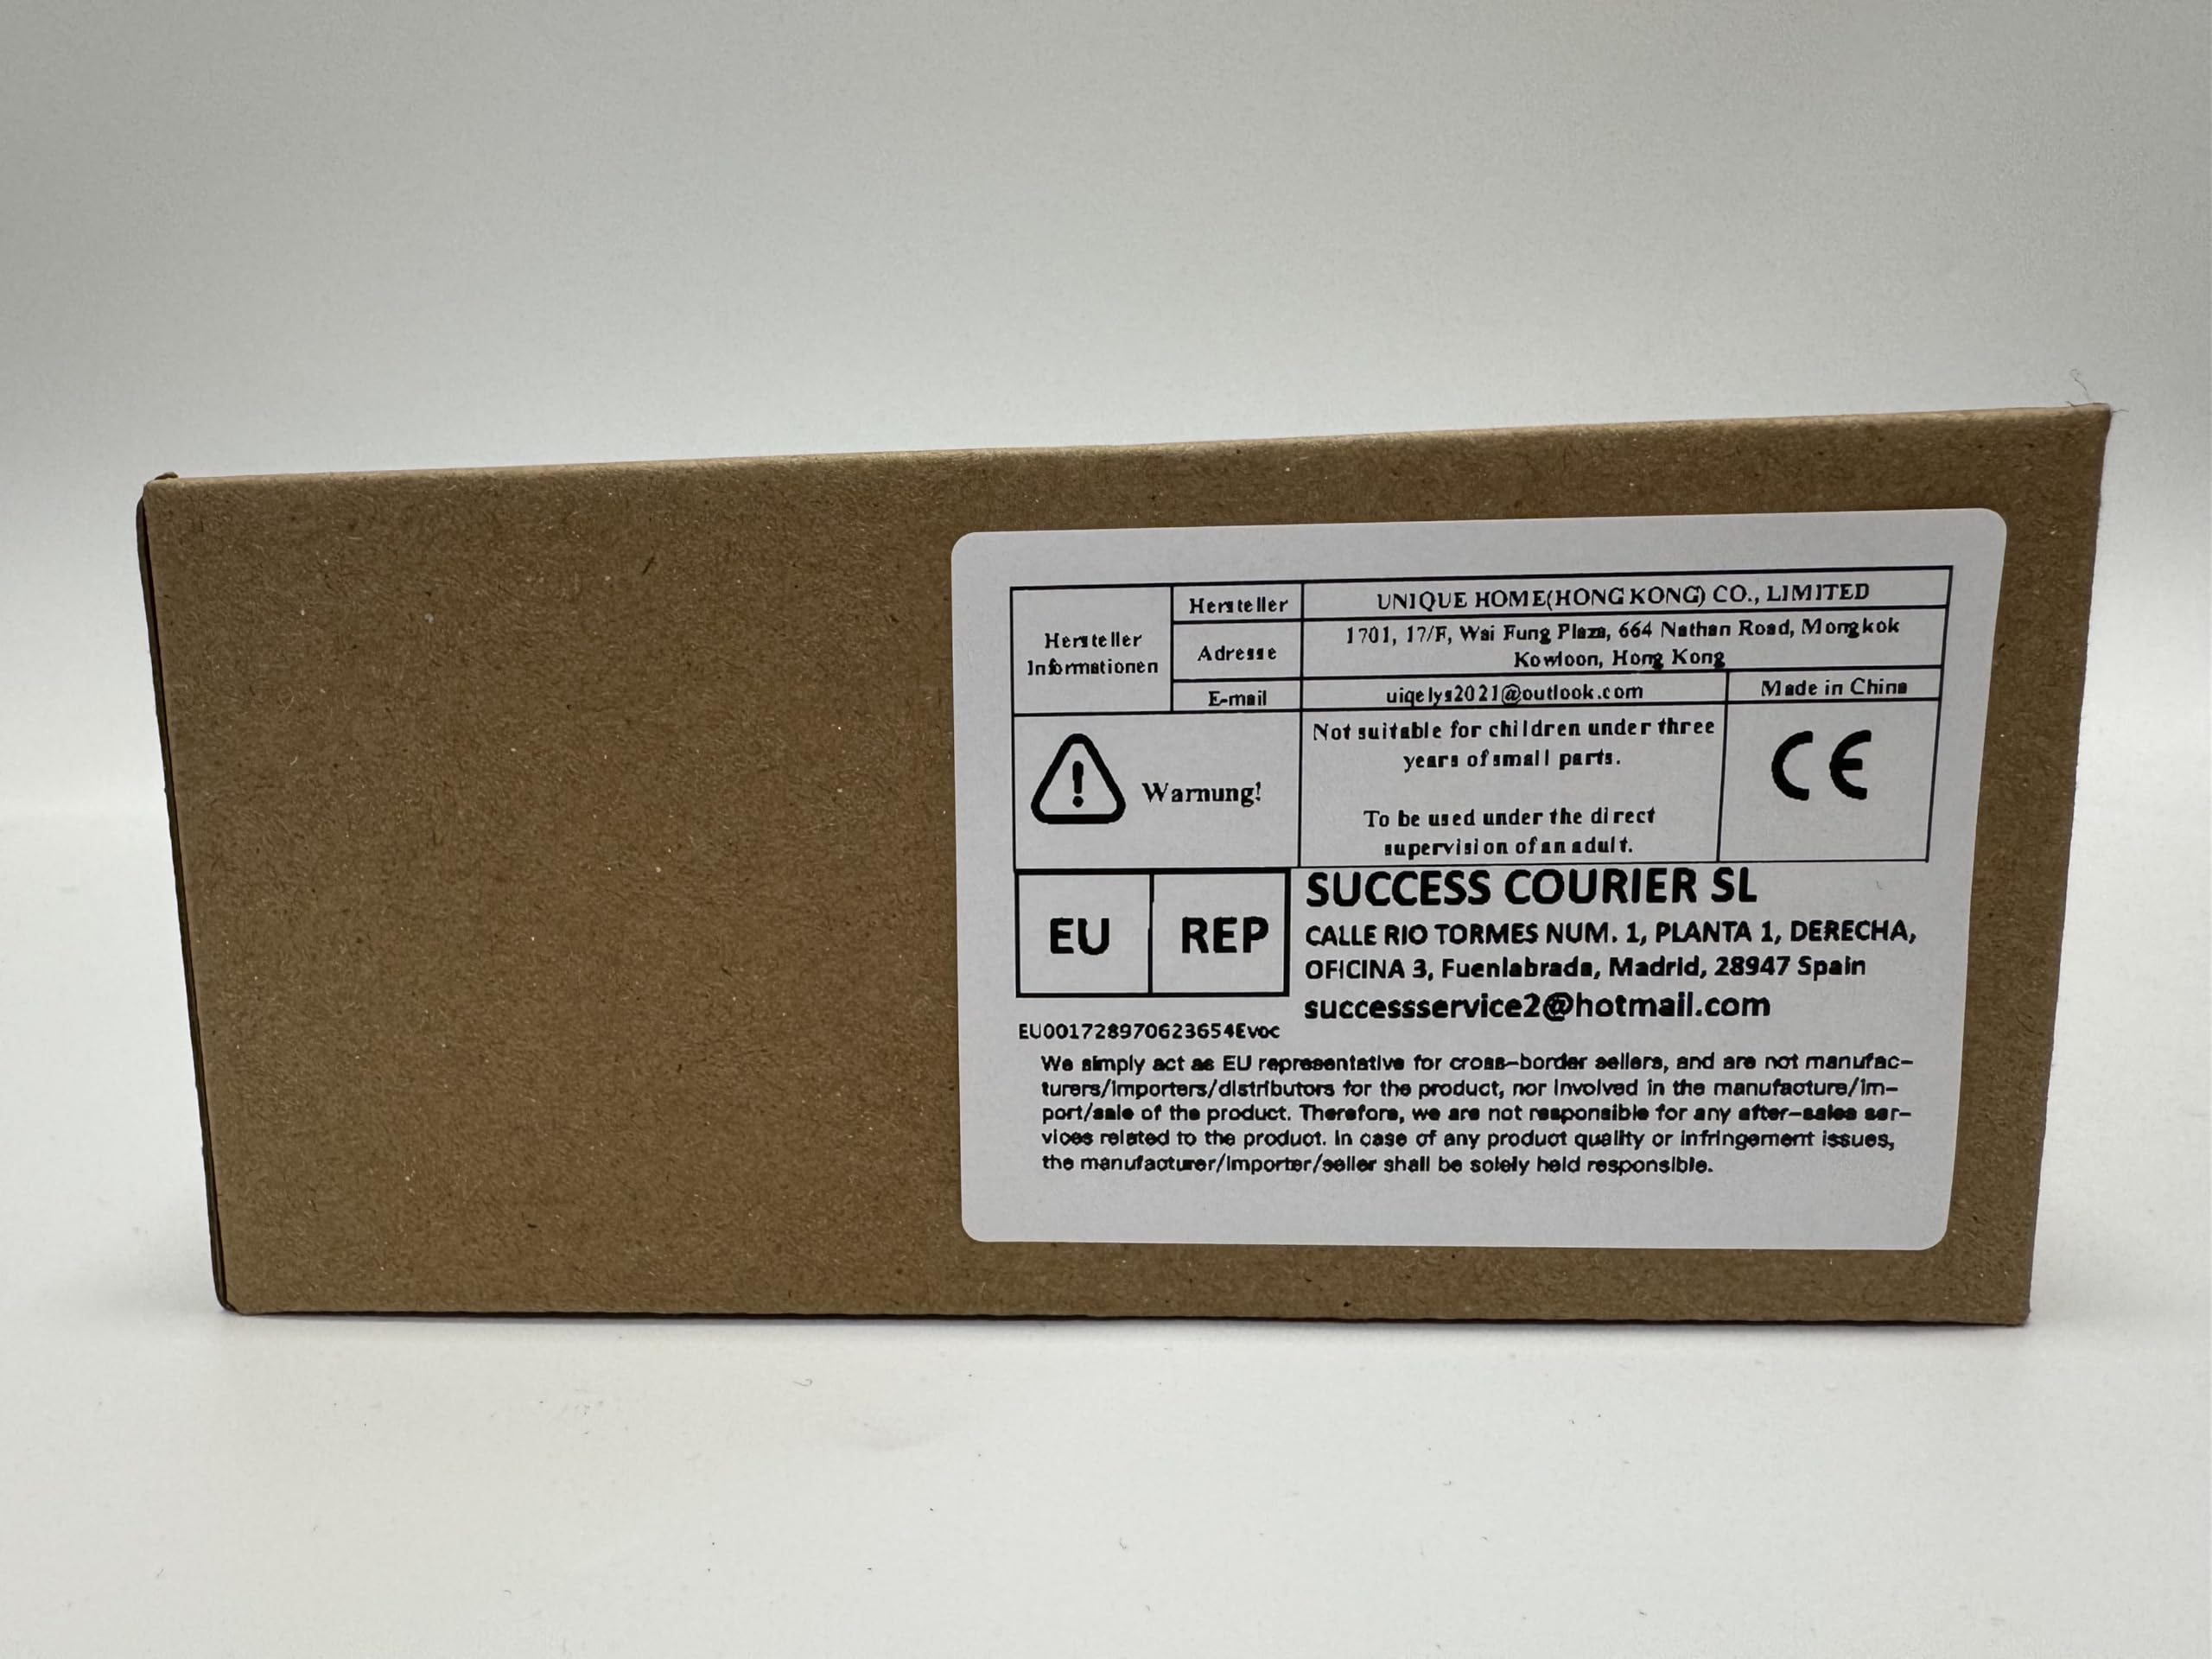 Hersteller
Informationen
Hersteller
UNIQUE HOME(HONG KONG) CO., LIMITED
Adresse
1701, 17/F, Wai Fung Plaza, 664 Nathan Road, Mongkok
Kowloon, Hong Kong
E-mail
uiqelys2021@outlook.com
Made in China
Warnung!
Not suitable for children under three
years of small parts.
To be used under the direct
supervision of an adult.
CE
EU
REP
SUCCESS COURIER SL
CALLE RIO TORMES NUM. 1, PLANTA 1, DERECHA,
OFICINA 3, Fuenlabrada, Madrid, 28947 Spain
successservice2@hotmail.com
EU001728970623654Evoc
We simply act as EU representative for cross-border sellers, and are not manufac-
turers/importers/distributors for the product, nor involved in the manufacture/im-
port/sale of the product. Therefore, we are not responsible for any after-sales ser-
vices related to the product. In case of any product quality or infringement issues,
the manufacturer/importer/seller shall be solely held responsible.